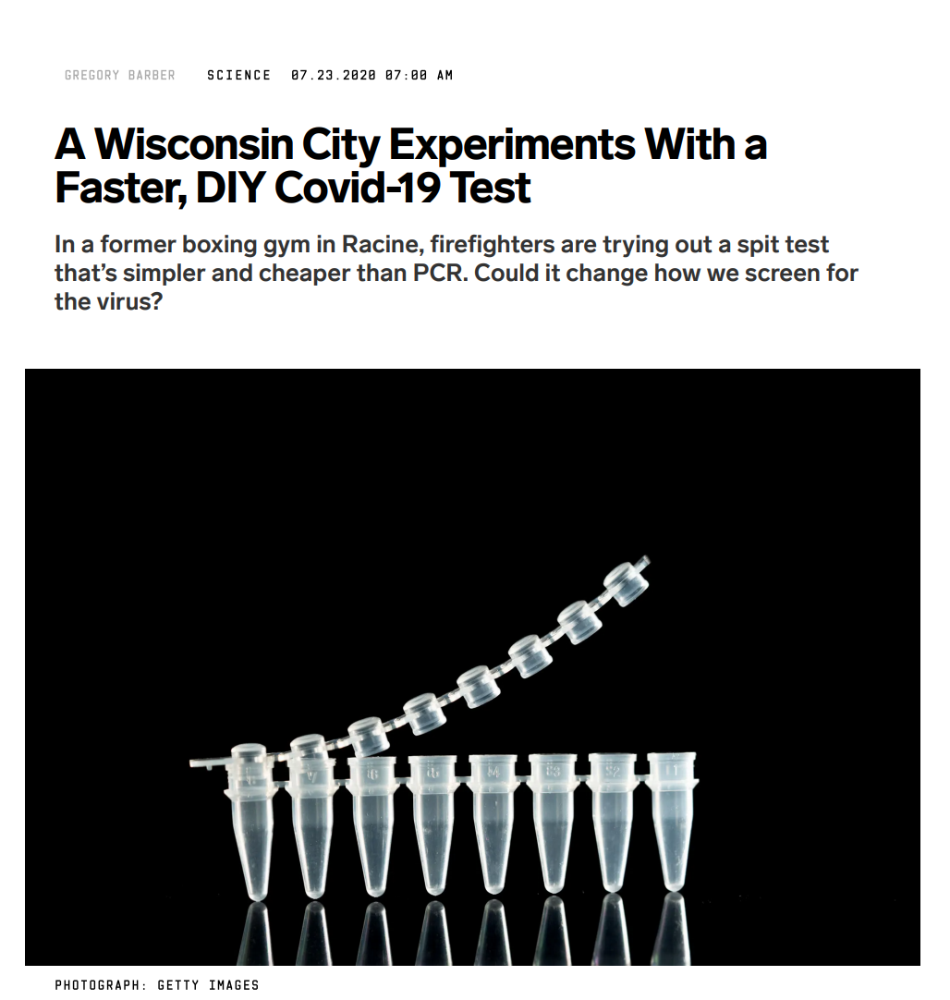 GREGORY BARBER SCIENCE 07.23.2020 07:00 AM
A Wisconsin City Experiments With a
Faster, DIY Covid-19 Test
In a former boxing gym in Racine, firefighters are trying out a spit test
that’s simpler and cheaper than PCR. Could it change how we screen for
the virus?
PHOTOGRAPH: GETTY IMAGES